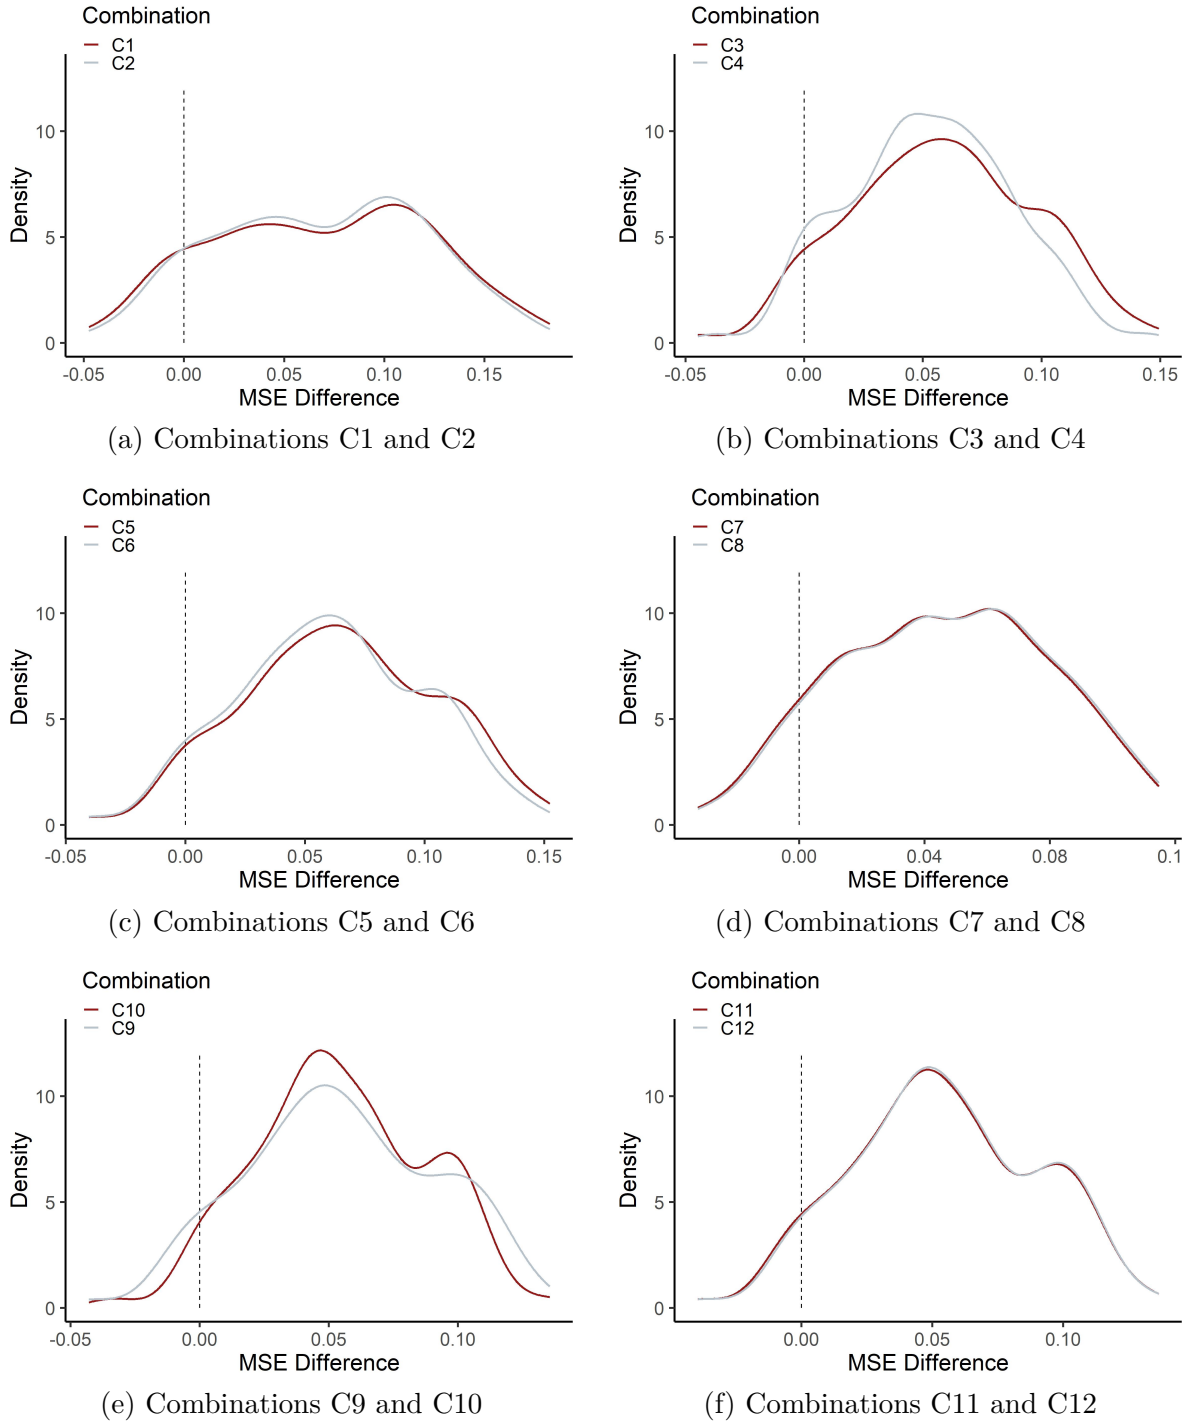 Combination
C1
C2
10
5
0
Density
-0.05 0.00 0.05 0.10 0.15
MSE Difference
(a) Combinations C1 and C2
Combination
C3
C4
10
5
0
Density
-0.05 0.00 0.05 0.10 0.15
MSE Difference
(b) Combinations C3 and C4
Combination
C5
C6
10
5
0
Density
-0.05 0.00 0.05 0.10 0.15
MSE Difference
(c) Combinations C5 and C6
Combination
C7
C8
10
5
0
Density
0.00 0.04 0.08 0.1
MSE Difference
(d) Combinations C7 and C8
Combination
C10
C9
10
5
0
Density
-0.05 0.00 0.05 0.10
MSE Difference
(e) Combinations C9 and C10
Combination
C11
C12
10
5
0
Density
0.00 0.05 0.10
MSE Difference
(f) Combinations C11 and C12